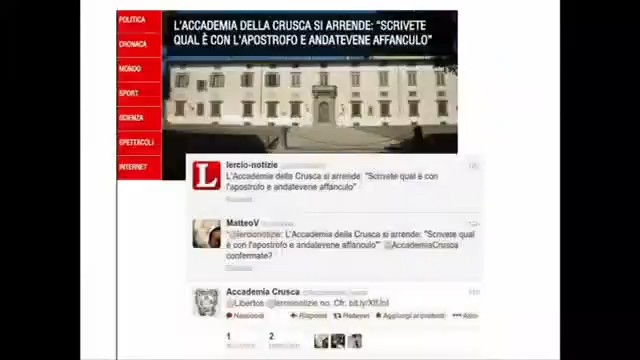 POLITICA
CRONACA
MONDO
SPORT
SCIENZA
SPETTACOLI
INTERNET
L'ACCADEMIA DELLA CRUSCA SI ARRENDE: "SCRIVETE
QUAL È CON L'APOSTROFO E ANDATEVENE AFFANCULO"
lercio-notizie
L'Accademia della Crusca si arrende: "Scrivete qual è con
l'apostrofo e andatevene affanculo"
MatteoV
"@lercionotizie: L'Accademia della Crusca si arrende: "Scrivete qual
è con l'apostrofo e andatevene affanculo" @AccademiaCrusca
confermate?
Accademia Crusca
@Libertos @lercionotizie no. Cfr. bit.ly/
Rispondi Retweet Aggiungi ai preferiti Altro
1 2